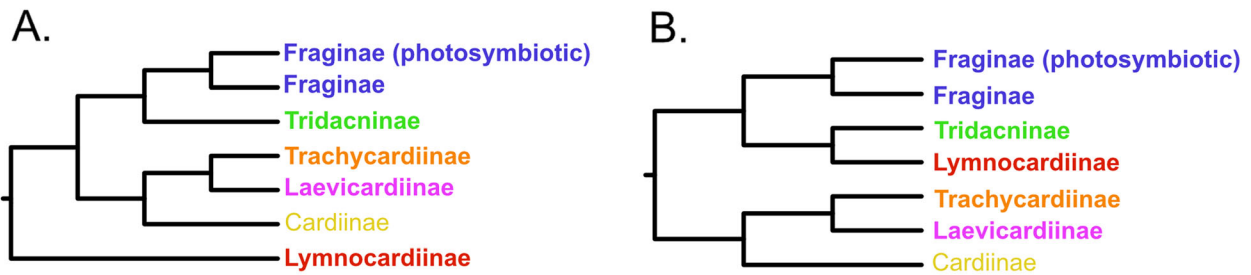 A.
Fraginae (photosymbiotic)
Fraginae
Tridacninae
Trachycardiinae
Laevicardiinae
Cardiinae
Lymnocardiinae
B.
Fraginae (photosymbiotic)
Fraginae
Tridacninae
Lymnocardiinae
Trachycardiinae
Laevicardiinae
Cardiinae